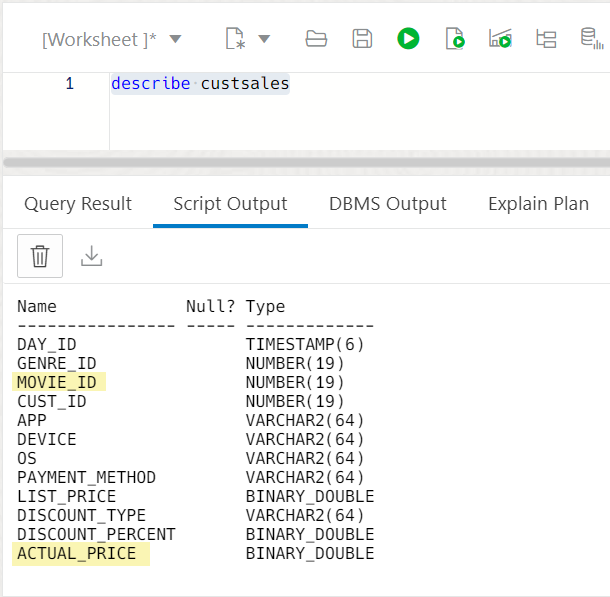 [Worksheet ]*
1 describe custsales
Query Result Script Output DBMS Output Explain Plan
Name                Null? Type
---------------- ----- -------------
DAY_ID                    TIMESTAMP(6)
GENRE_ID                  NUMBER(19)
MOVIE_ID                  NUMBER(19)
CUST_ID                   NUMBER(19)
APP                       VARCHAR2(64)
DEVICE                    VARCHAR2(64)
OS                        VARCHAR2(64)
PAYMENT_METHOD            VARCHAR2(64)
LIST_PRICE                BINARY_DOUBLE
DISCOUNT_TYPE             VARCHAR2(64)
DISCOUNT_PERCENT          BINARY_DOUBLE
ACTUAL_PRICE              BINARY_DOUBLE